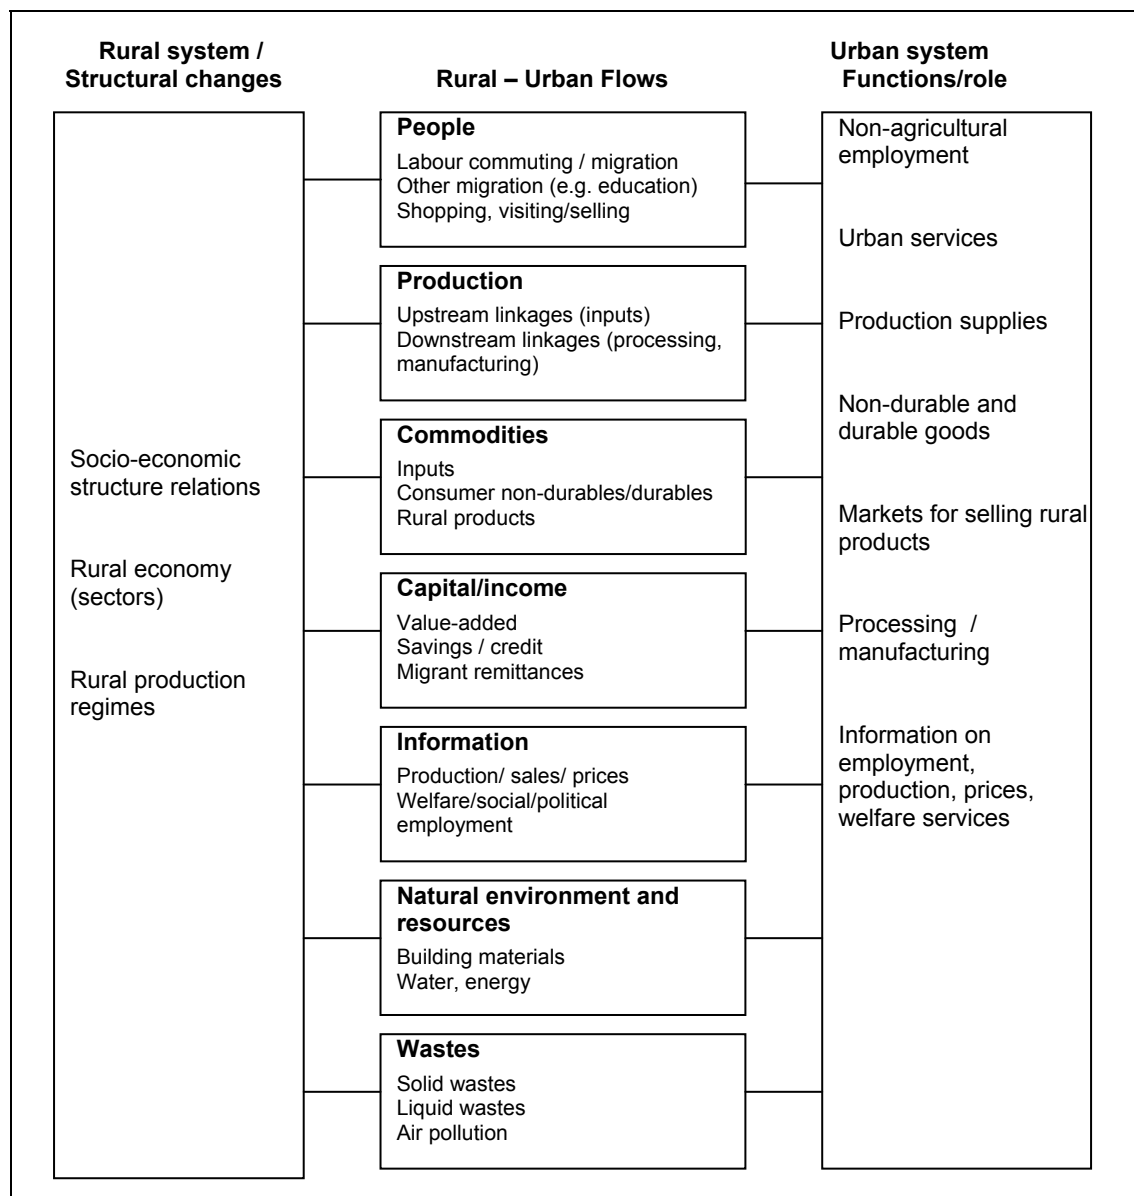 Rural system /
Structural changes
Rural – Urban Flows
Urban system
Functions/role
Socio-economic
structure relations
Rural economy
(sectors)
Rural production
regimes
People
Labour commuting / migration
Other migration (e.g. education)
Shopping, visiting/selling
Production
Upstream linkages (inputs)
Downstream linkages (processing,
manufacturing)
Commodities
Inputs
Consumer non-durables/durables
Rural products
Capital/income
Value-added
Savings / credit
Migrant remittances
Information
Production/ sales/ prices
Welfare/social/political
employment
Natural environment and
resources
Building materials
Water, energy
Wastes
Solid wastes
Liquid wastes
Air pollution
Non-agricultural
employment
Urban services
Production supplies
Non-durable and
durable goods
Markets for selling rural
products
Processing /
manufacturing
Information on
employment,
production, prices,
welfare services